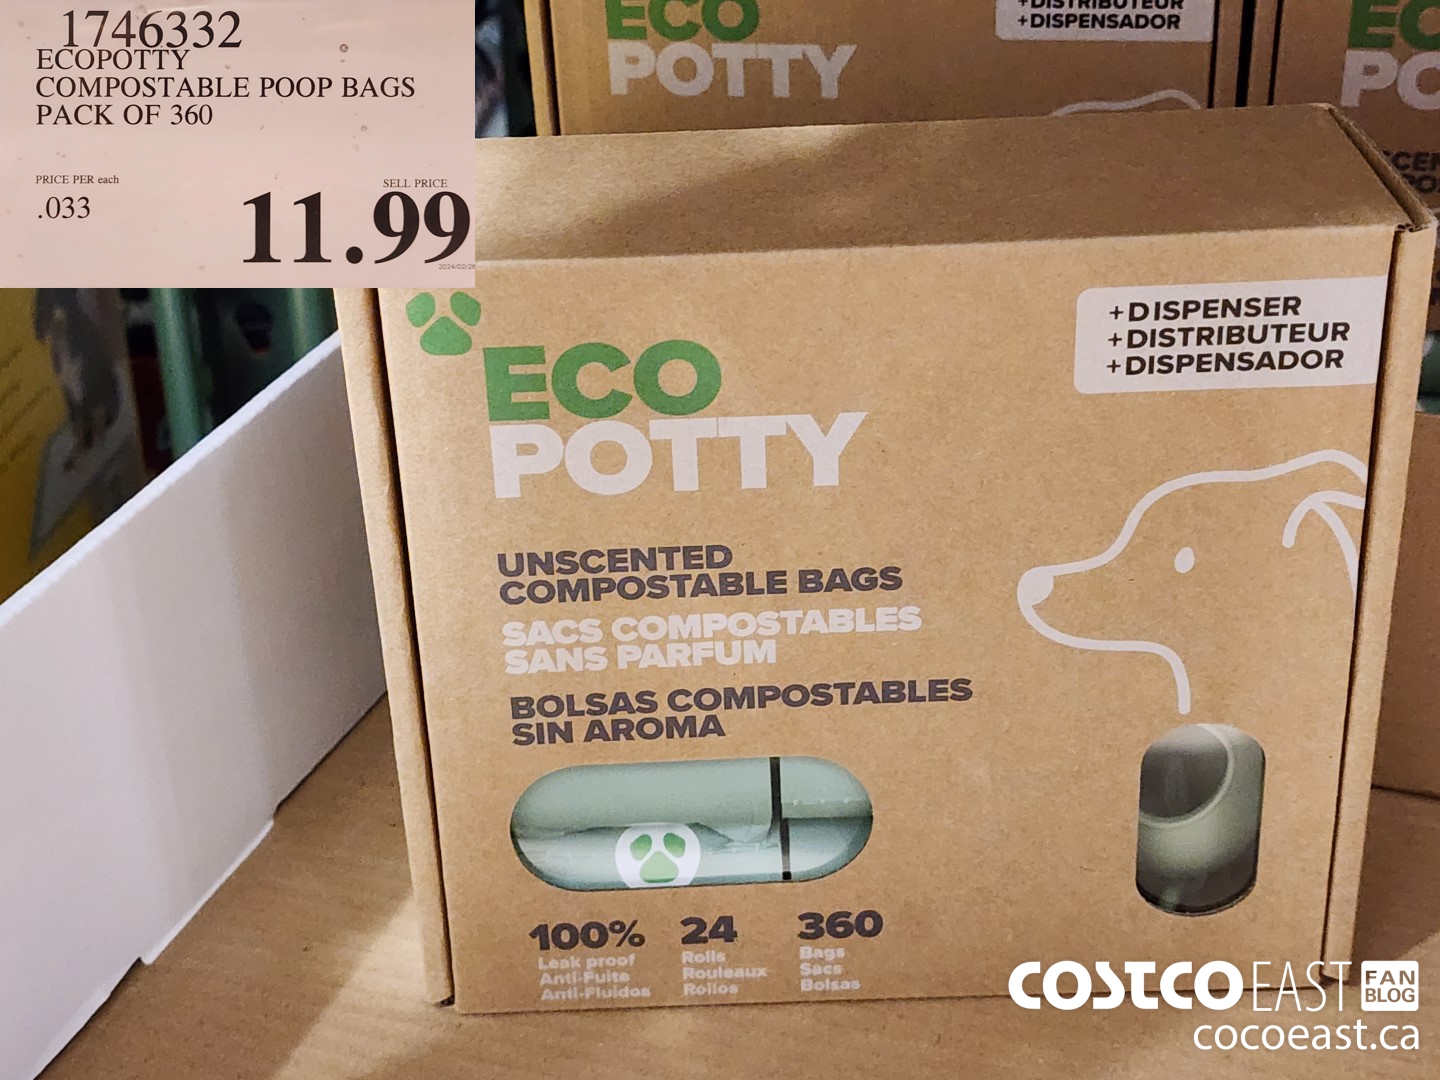 1746332
ECOPOTTY
COMPOSTABLE POOP BAGS
PACK OF 360
PRICE PER each
.033
SELL PRICE
11.99
ECO
POTTY
+DISTRIBUTEUR
+DISPENSADOR
+DISPENSER
+DISTRIBUTEUR
+DISPENSADOR
ECO
POTTY
UNSCENTED
COMPOSTABLE BAGS
SACS COMPOSTABLES
SANS PARFUM
BOLSAS COMPOSTABLES
SIN AROMA
100%
Leak proof
Anti-Fuite
Anti-Fluidos
24
Rolls
Rouleaux
Rollos
360
Bags
Sacs
Bolsas
COSTCO EAST FAN BLOG
cocoeast.ca